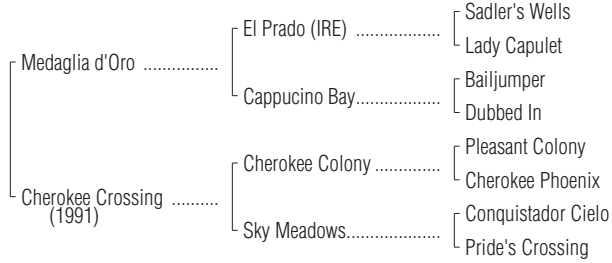 Sadler's Wells
El Prado (IRE) ..................
Lady Capulet
Medaglia d'Oro ................
Bailjumper
Cappucino Bay..................
Dubbed In
Pleasant Colony
Cherokee Colony ..............
Cherokee Phoenix
Cherokee Crossing ..........
(1991)
Conquistador Cielo
Sky Meadows....................
Pride's Crossing